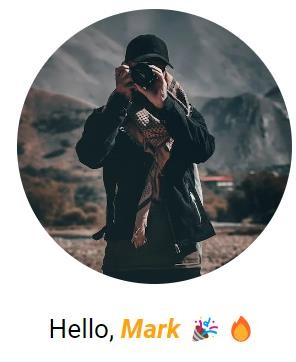 Hello, Mark 🎉 🔥